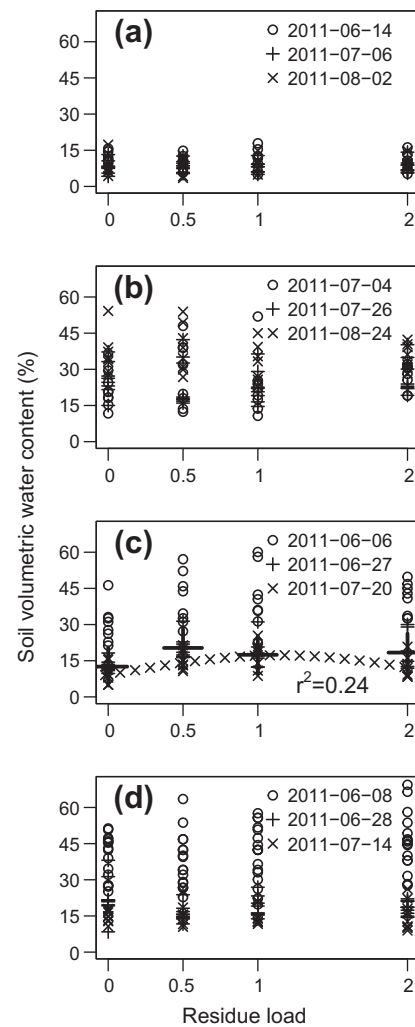 (a)
○ 2011-06-14
+ 2011-07-06
× 2011-08-02
60
45
30
15
0
0 0.5 1 2
(b)
○ 2011-07-04
+ 2011-07-26
× 2011-08-24
60
45
30
15
0
0 0.5 1 2
Soil volumetric water content (%)
(c)
○ 2011-06-06
+ 2011-06-27
× 2011-07-20
60
45
30
15
0
r²=0.24
0 0.5 1 2
(d)
○ 2011-06-08
+ 2011-06-28
× 2011-07-14
60
45
30
15
0
0 0.5 1 2
Residue load